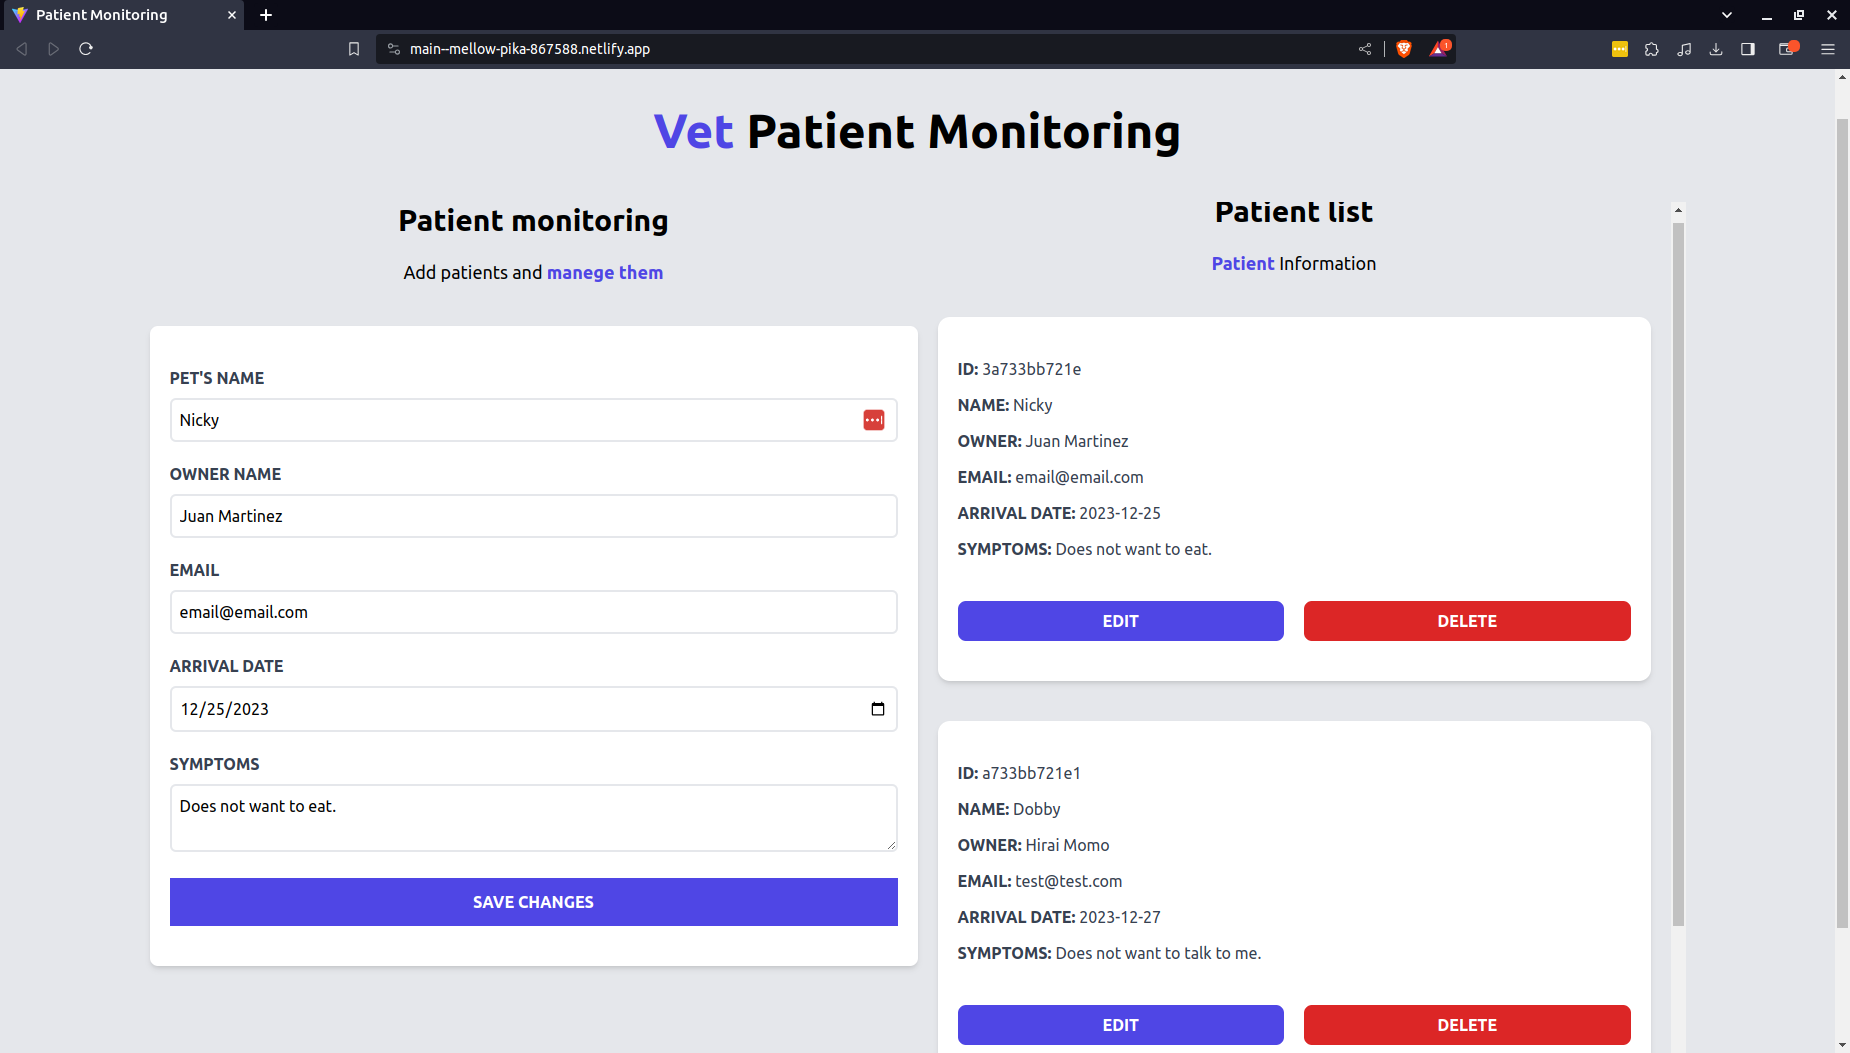 Patient Monitoring
main--mellow-pika-867588.netlify.app
1
Vet Patient Monitoring
Patient monitoring
Add patients and manege them
PET'S NAME
Nicky
OWNER NAME
Juan Martinez
EMAIL
email@email.com
ARRIVAL DATE
12/25/2023
SYMPTOMS
Does not want to eat.
SAVE CHANGES
Patient list
Patient Information
ID: 3a733bb721e
NAME: Nicky
OWNER: Juan Martinez
EMAIL: email@email.com
ARRIVAL DATE: 2023-12-25
SYMPTOMS: Does not want to eat.
EDIT
DELETE
ID: a733bb721e1
NAME: Dobby
OWNER: Hirai Momo
EMAIL: test@test.com
ARRIVAL DATE: 2023-12-27
SYMPTOMS: Does not want to talk to me.
EDIT
DELETE